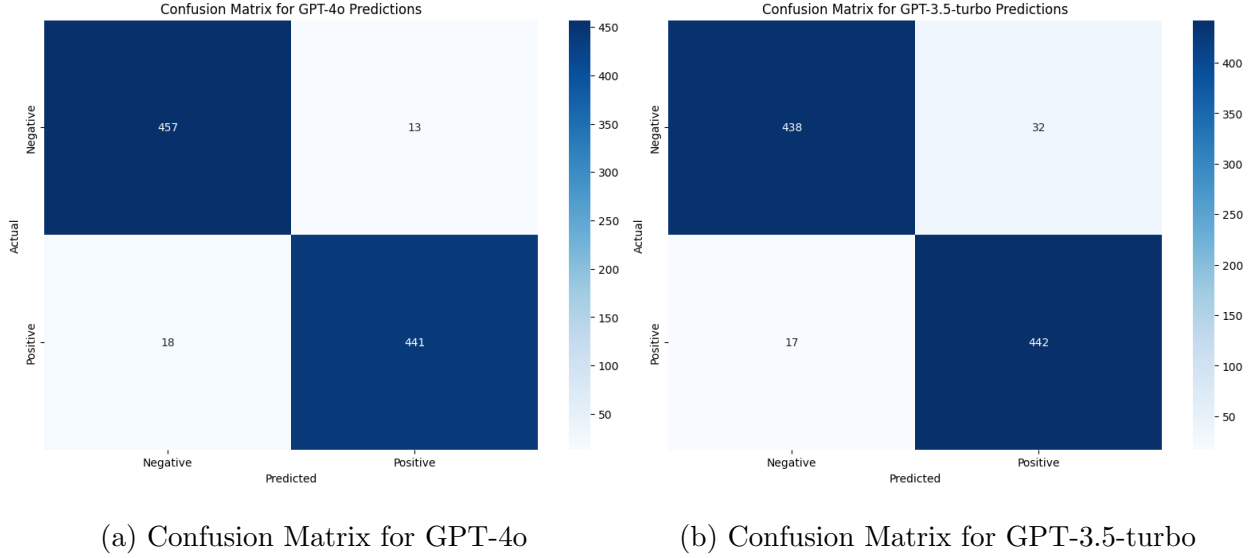 Confusion Matrix for GPT-4o Predictions
Actual
Negative
Positive
457
13
18
441
Negative
Positive
Predicted
450
400
350
300
250
200
150
100
50
Confusion Matrix for GPT-3.5-turbo Predictions
Actual
Negative
Positive
438
32
17
442
Negative
Positive
Predicted
400
350
300
250
200
150
100
50
(a) Confusion Matrix for GPT-4o
(b) Confusion Matrix for GPT-3.5-turbo